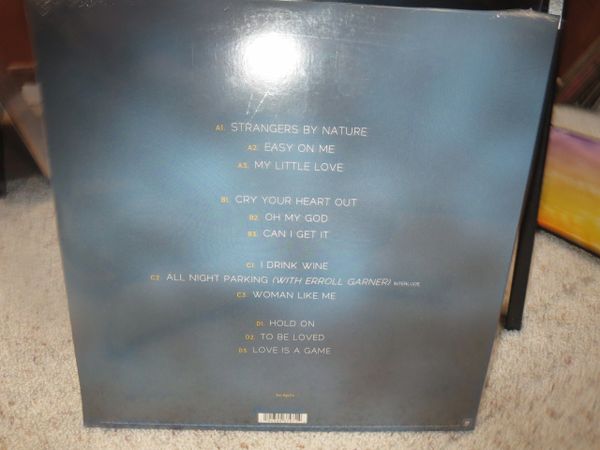 A1. STRANGERS BY NATURE
A2. EASY ON ME
A3. MY LITTLE LOVE
B1. CRY YOUR HEART OUT
B2. OH MY GOD
B3. CAN I GET IT
C1. I DRINK WINE
C2. ALL NIGHT PARKING (WITH ERROLL GARNER) INTERLUDE
C3. WOMAN LIKE ME
D1. HOLD ON
D2. TO BE LOVED
D3. LOVE IS A GAME